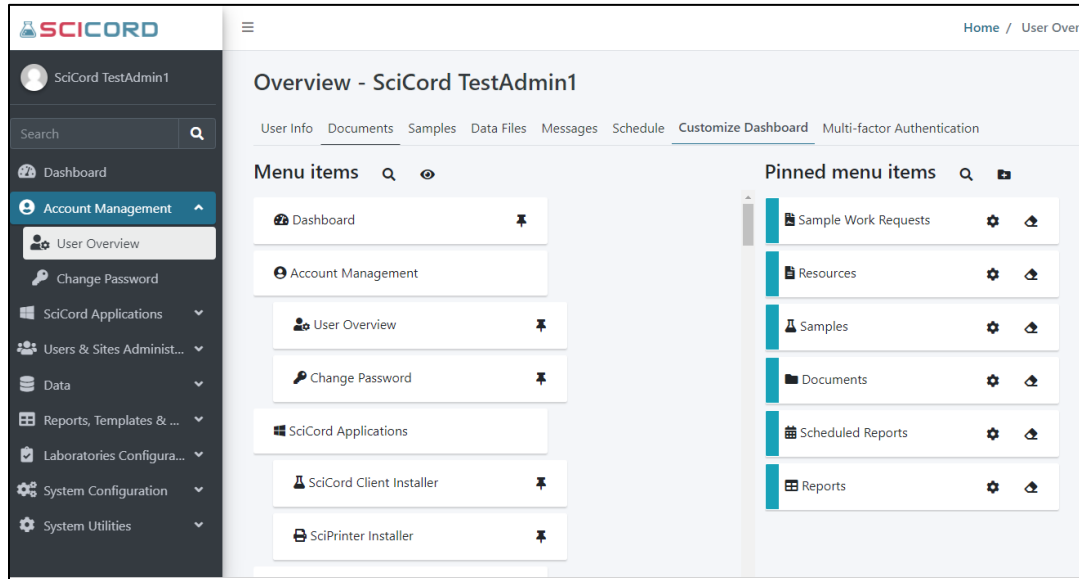 SCICORD
SciCord TestAdmin1
Search
Dashboard
Account Management
User Overview
Change Password
SciCord Applications
Users & Sites Administ...
Data
Reports, Templates & ...
Laboratories Configura...
System Configuration
System Utilities
Home / User Over
Overview - SciCord TestAdmin1
User Info Documents Samples Data Files Messages Schedule Customize Dashboard Multi-factor Authentication
Menu items
Dashboard
Account Management
User Overview
Change Password
SciCord Applications
SciCord Client Installer
SciPrinter Installer
Pinned menu items
Sample Work Requests
Resources
Samples
Documents
Scheduled Reports
Reports